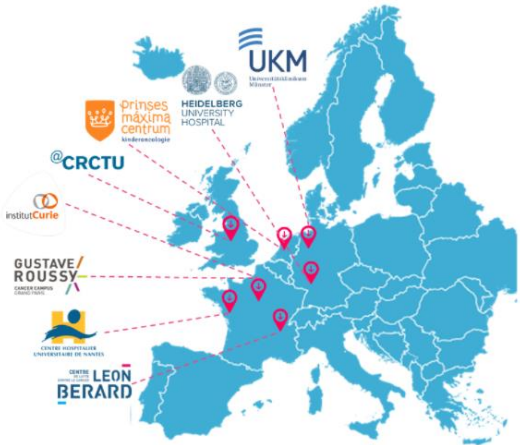 UKM
Universitätsklinikum
Münster
HEIDELBERG
UNIVERSITY
HOSPITAL
prinses
máxima
centrum
kinderoncologie
@CRCTU
institutCurie
GUSTAVE/
ROUSSY
CANCER CAMPUS
GRAND PARIS
CENTRE HOSPITALIER
UNIVERSITAIRE DE NANTES
CENTRE
LEON
BERARD